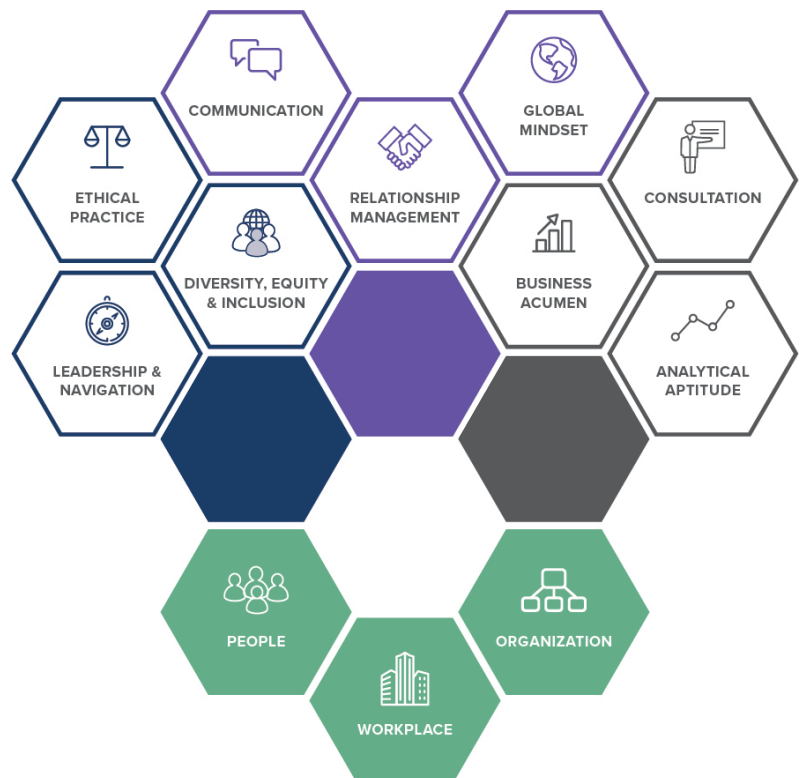 COMMUNICATION
GLOBAL
MINDSET
ETHICAL
PRACTICE
RELATIONSHIP
MANAGEMENT
CONSULTATION
DIVERSITY, EQUITY
& INCLUSION
BUSINESS
ACUMEN
LEADERSHIP &
NAVIGATION
ANALYTICAL
APTITUDE
PEOPLE
ORGANIZATION
WORKPLACE